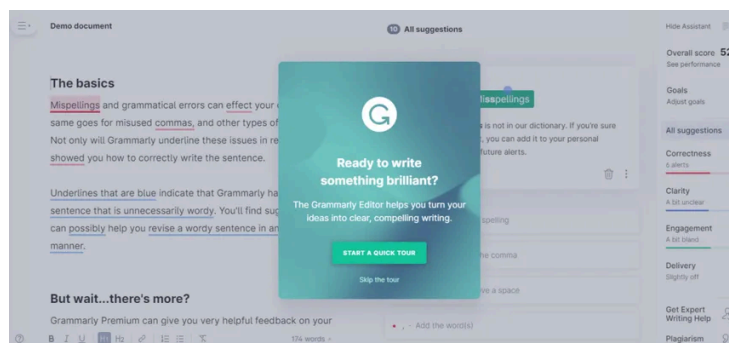 Demo document
10 All suggestions
Hide Assistant
Overall score 52
See performance
Goals
Adjust goals
All suggestions
Correctness
6 alerts
Clarity
A bit unclear
Engagement
A bit bland
Delivery
Slightly off
Get Expert
Writing Help
Plagiarism
The basics
Mispellings and grammatical errors can effect your
same goes for misused commas, and other types of
Not only will Grammarly underline these issues in re
showed you how to correctly write the sentence.
Underlines that are blue indicate that Grammarly ha
sentence that is unnecessarily wordy. You'll find sug
can possibly help you revise a wordy sentence in an
manner.
But wait...there's more?
Grammarly Premium can give you very helpful feedback on your
B I U H1 H2
174 words
Misspellings
is not in our dictionary. If you're sure
, you can add it to your personal
future alerts.
spelling
he comma
ve a space
- Add the word(s)
G
Ready to write
something brilliant?
The Grammarly Editor helps you turn your
ideas into clear, compelling writing.
START A QUICK TOUR
Skip the tour